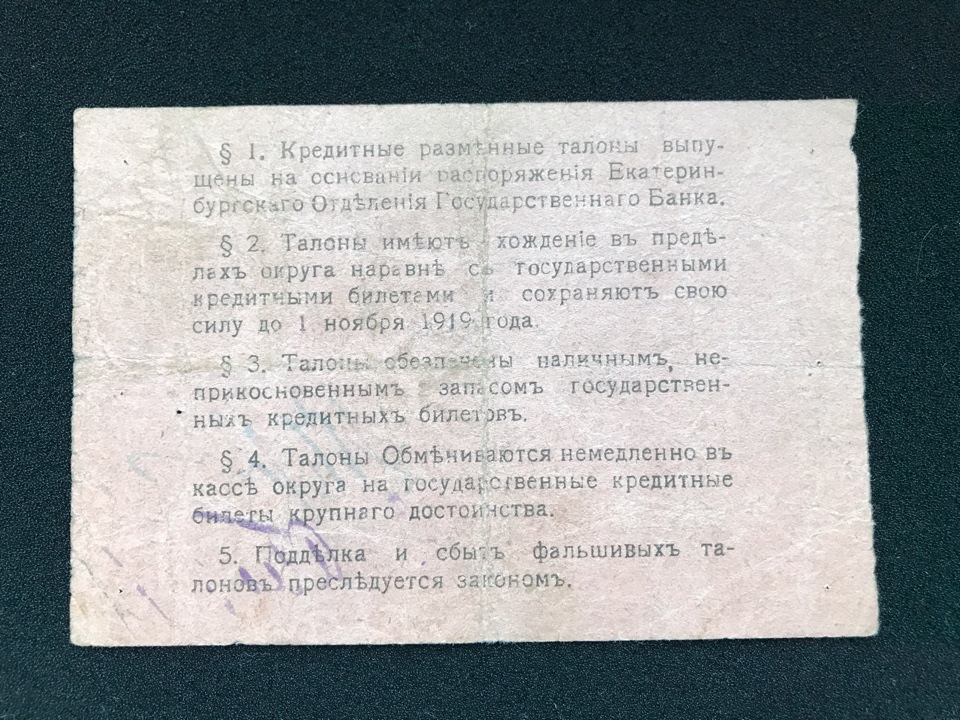 § 1. Кредитные размѣнные талоны выпу-
щены на основаніи распоряженія Екатерин-
бургскаго Отдѣленія Государственнаго Банка.
§ 2. Талоны имѣютъ хожденіе въ предѣ-
лахъ округа наравнѣ съ государственными
кредитными билетами и сохраняютъ свою
силу до 1 ноября 1919 года.
§ 3. Талоны обезпечены наличнымъ, не-
прикосновеннымъ запасомъ государствен-
ныхъ кредитныхъ билетовъ.
§ 4. Талоны Обмѣниваются немедленно въ
кассѣ округа на государственные кредитные
билеты крупнаго достоинства.
5. Поддѣлка и сбытъ фальшивыхъ та-
лоновъ преслѣдуется закономъ.